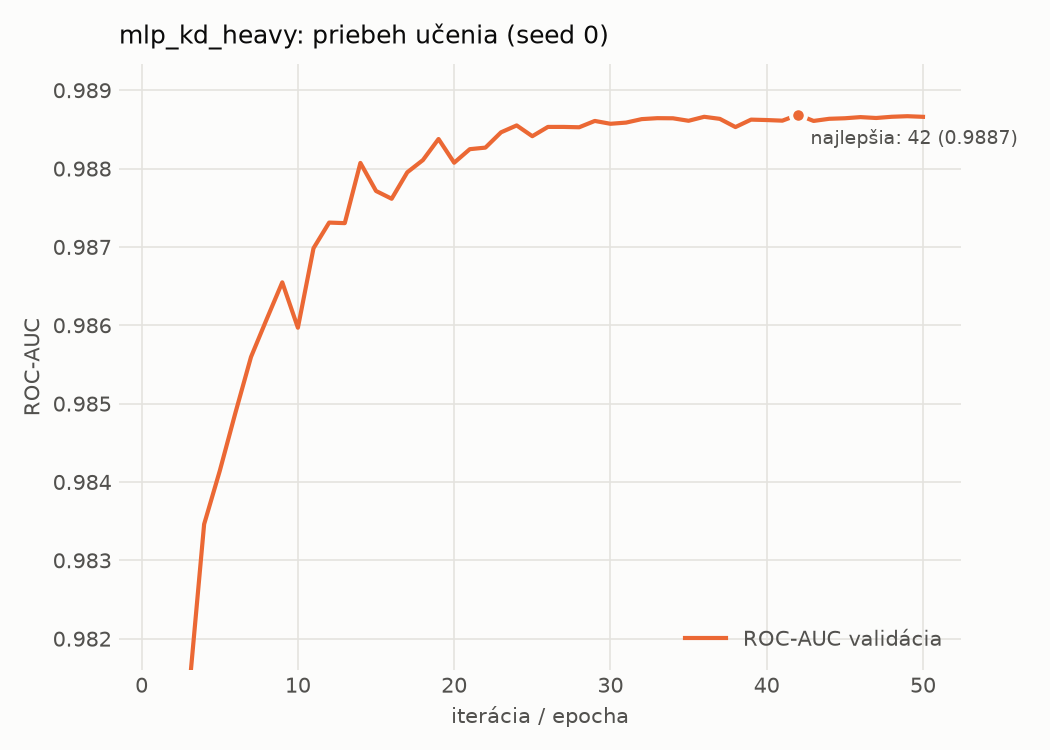 mlp_kd_heavy: priebeh učenia (seed 0)
0.989
0.988
0.987
0.986
0.985
0.984
0.983
0.982
ROC-AUC
najlepšia: 42 (0.9887)
ROC-AUC validácia
0 10 20 30 40 50
iterácia / epocha